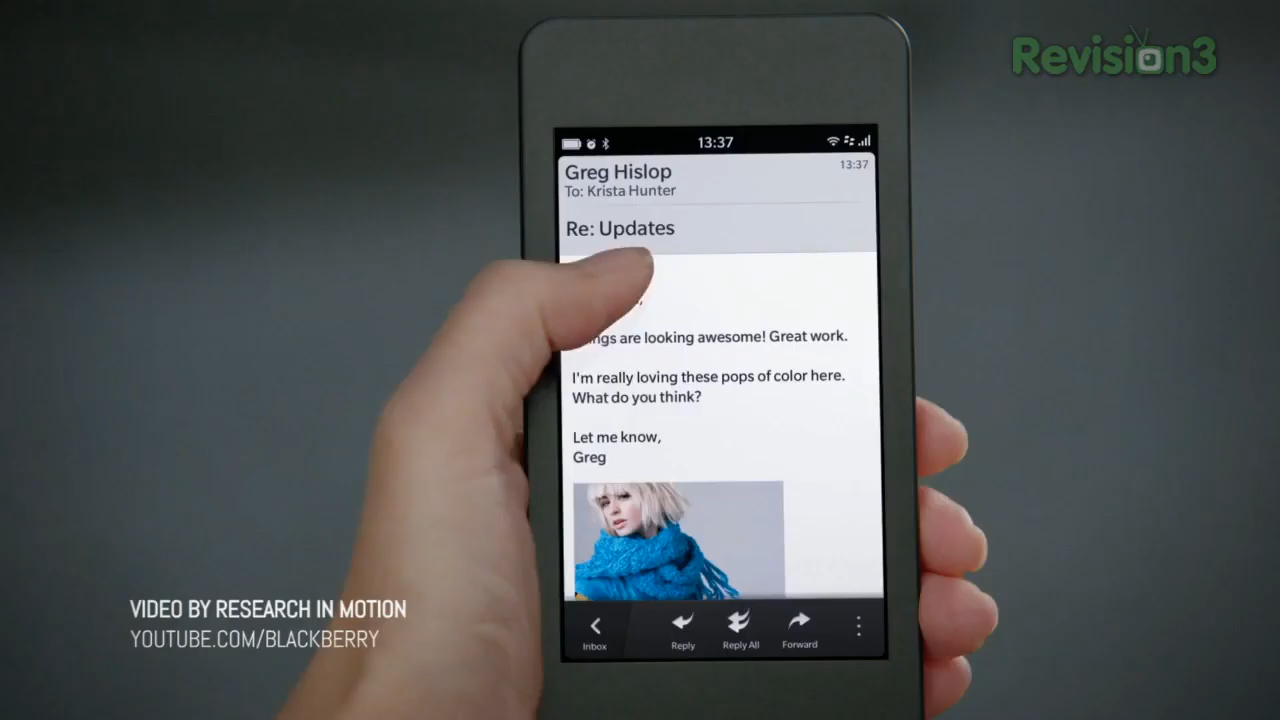 Revision3
13:37
Greg Hislop
13:37
To: Krista Hunter
Re: Updates
are looking awesome! Great work.
I'm really loving these pops of color here.
What do you think?
Let me know,
Greg
Inbox
Reply
Reply All
Forward
VIDEO BY RESEARCH IN MOTION
YOUTUBE.COM/BLACKBERRY